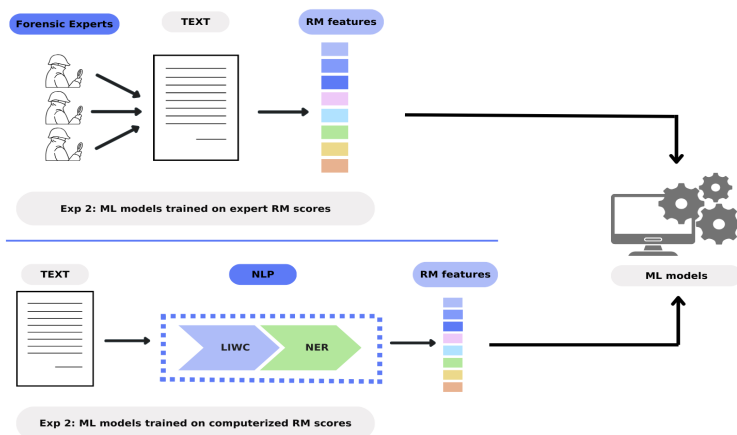 Forensic Experts
TEXT
RM features
Exp 2: ML models trained on expert RM scores
TEXT
NLP
RM features
ML models
LIWC
NER
Exp 2: ML models trained on computerized RM scores